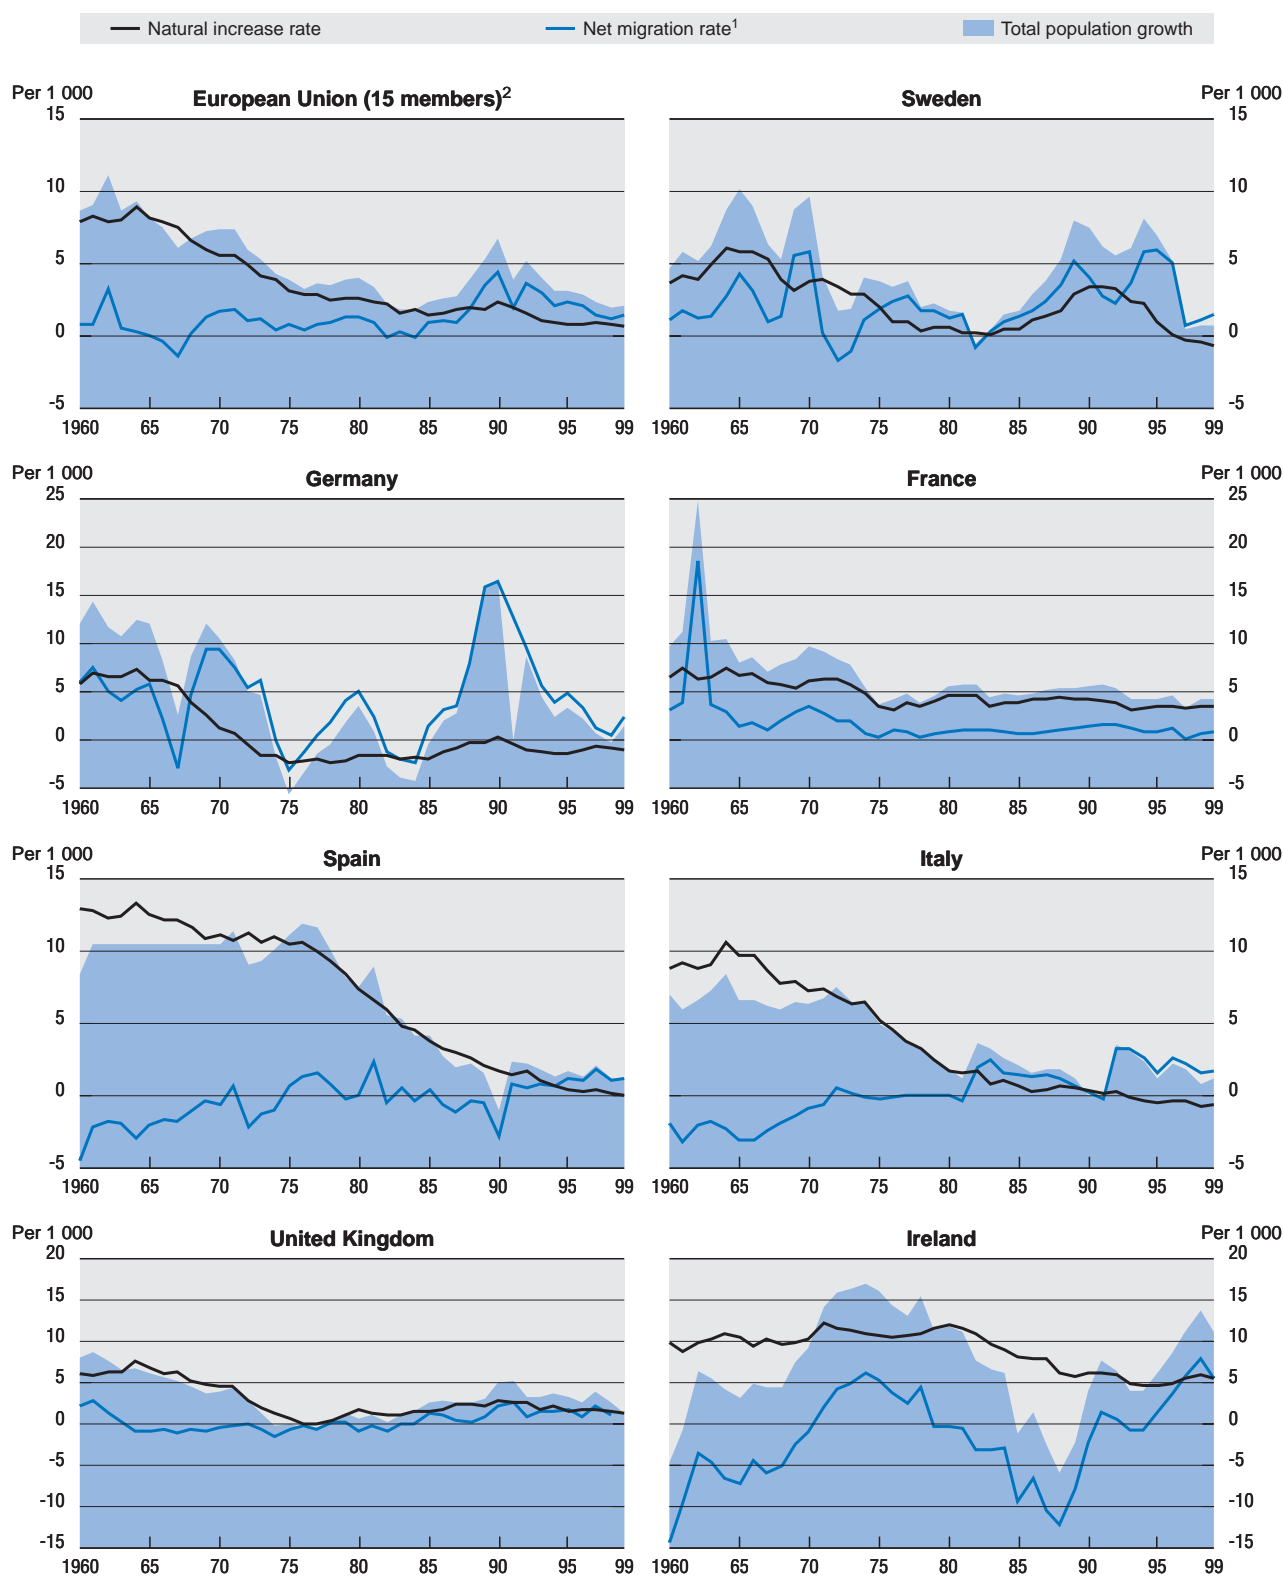 Natural increase rate Net migration rate1 Total population growth
Per 1 000 European Union (15 members)2 Sweden Per 1 000
15 15
10 10
5 5
0 0
-5 -5
1960 65 70 75 80 85 90 95 99 1960 65 70 75 80 85 90 95 99
Per 1 000 Germany France Per 1 000
25 25
20 20
15 15
10 10
5 5
0 0
-5 -5
1960 65 70 75 80 85 90 95 99 1960 65 70 75 80 85 90 95 99
Per 1 000 Spain Italy Per 1 000
15 15
10 10
5 5
0 0
-5 -5
1960 65 70 75 80 85 90 95 99 1960 65 70 75 80 85 90 95 99
Per 1 000 United Kingdom Ireland Per 1 000
20 20
15 15
10 10
5 5
0 0
-5 -5
-10 -10
-15 -15
1960 65 70 75 80 85 90 95 99 1960 65 70 75 80 85 90 95 99